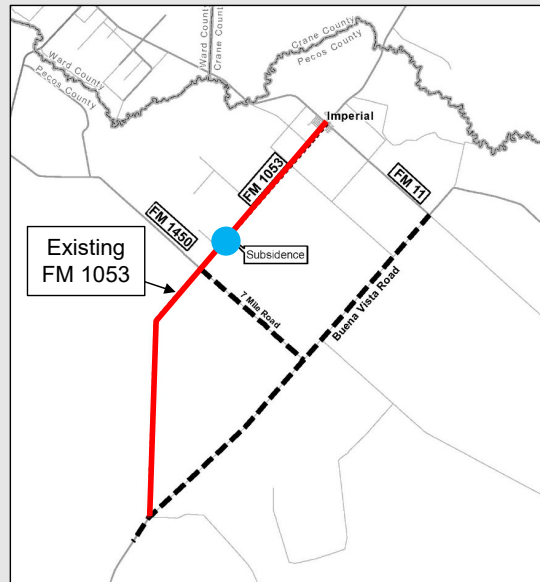 Ward County
Crane County
Crane County
Pecos County
Ward County
Pecos County
Imperial
FM 1053
FM 11
FM 1450
Subsidence
Existing
FM 1053
7 Mile Road
Buena Vista Road